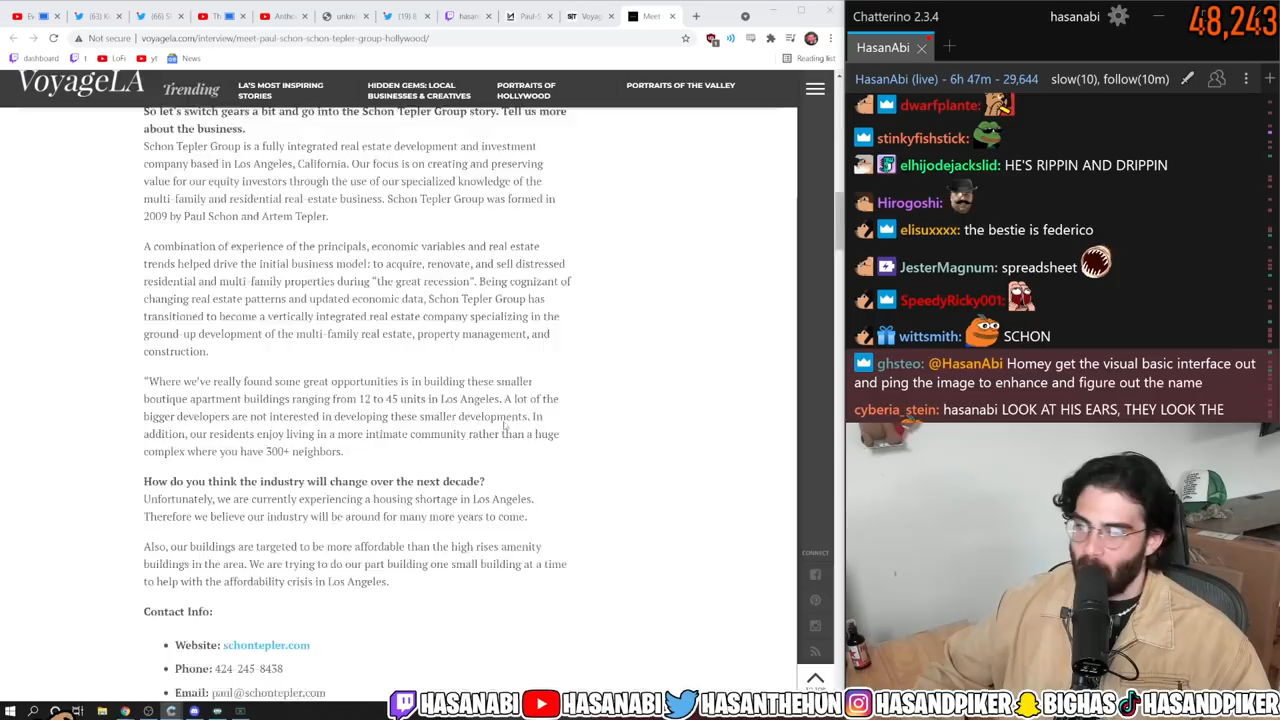 Chatterino 2.3.4
hasanabi
48,243
Not secure | voyagela.com/interview/meet-paul-schon-schon-tepler-group-hollywood/
HasanAbi
dashboard
LoFi
yt
News
Reading list
HasanAbi (live) - 6h 47m - 29,644
slow(10), follow(10m)
VoyageLA
Trending
LA'S MOST INSPIRING
STORIES
HIDDEN GEMS: LOCAL
BUSINESSES & CREATIVES
PORTRAITS OF
HOLLYWOOD
PORTRAITS OF THE VALLEY
So let's switch gears a bit and go into the Schon Tepler Group story. Tell us more
about the business.
Schon Tepler Group is a fully integrated real estate development and investment
company based in Los Angeles, California. Our focus is on creating and preserving
value for our equity investors through the use of our specialized knowledge of the
multi-family and residential real-estate business. Schon Tepler Group was formed in
2009 by Paul Schon and Artem Tepler.
A combination of experience of the principals, economic variables and real estate
trends helped drive the initial business model: to acquire, renovate, and sell distressed
residential and multi-family properties during “the great recession”. Being cognizant of
changing real estate patterns and updated economic data, Schon Tepler Group has
transitioned to become a vertically integrated real estate company specializing in the
ground-up development of the multi-family real estate, property management, and
construction.
“Where we've really found some great opportunities is in building these smaller
boutique apartment buildings ranging from 12 to 45 units in Los Angeles. A lot of the
bigger developers are not interested in developing these smaller developments. In
addition, our residents enjoy living in a more intimate community rather than a huge
complex where you have 300+ neighbors.
How do you think the industry will change over the next decade?
Unfortunately, we are currently experiencing a housing shortage in Los Angeles.
Therefore we believe our industry will be around for many more years to come.
Also, our buildings are targeted to be more affordable than the high rises amenity
buildings in the area. We are trying to do our part building one small building at a time
to help with the affordability crisis in Los Angeles.
Contact Info:
Website: schontepler.com
Phone: 424-245-8438
Email: paul@schontepler.com
CONNECT
dwarfplante:
stinkyfishstick:
elhijodejackslid: HE'S RIPPIN AND DRIPPIN
Hirogoshi:
elisuxxxx: the bestie is federico
JesterMagnum: spreadsheet
SpeedyRicky001:
wittsmith: SCHON
ghsteo: @HasanAbi Homey get the visual basic interface out
and ping the image to enhance and figure out the name
cyberia_stein: hasanabi LOOK AT HIS EARS, THEY LOOK THE
HASANABI
HASANABI
HASANTHEHUN
HASANDPIKER
BIGHAS
HASANDPIKER